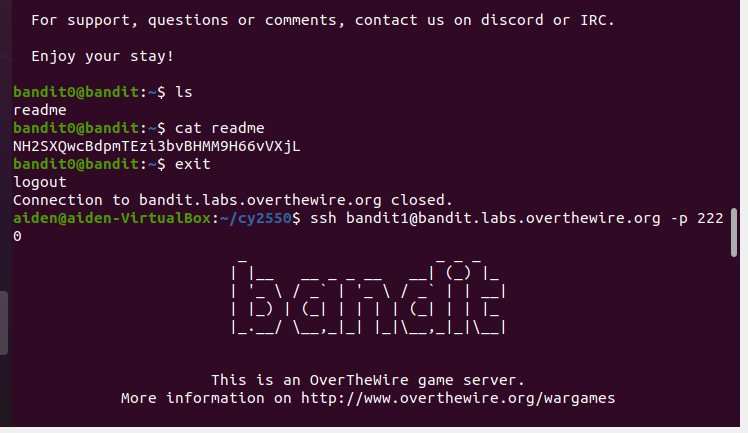 For support, questions or comments, contact us on discord or IRC.
Enjoy your stay!
bandit0@bandit:~$ ls
readme
bandit0@bandit:~$ cat readme
NH2SXQwcBdpmTEzi3bvBHMM9H66vVXjL
bandit0@bandit:~$ exit
logout
Connection to bandit.labs.overthewire.org closed.
aiden@aiden-VirtualBox:~/cy2550$ ssh bandit1@bandit.labs.overthewire.org -p 222
0
                         _                     _ _ _
                        | |__   __ _ _ __   __| (_) |_
                        | '_ \ / _` | '_ \ / _` | | __|
                        | |_) | (_| | | | | (_| | | |_
                        |_.__/ \__,_|_| |_|\__,_|_|\__|
This is an OverTheWire game server.
More information on http://www.overthewire.org/wargames